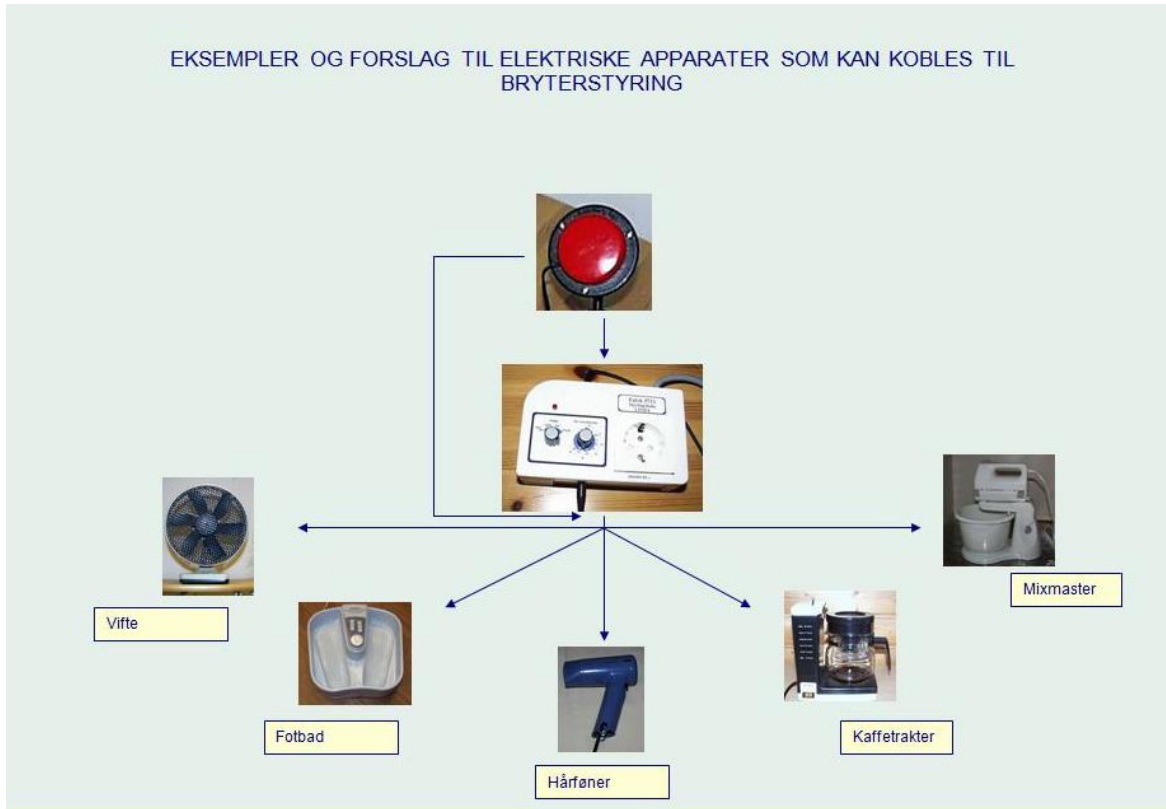 EKSEMPLER OG FORSLAG TIL ELEKTRISKE APPARATER SOM KAN KOBLES TIL
BRYTERSTYRING
Vifte
Fotbad
Hårføner
Kaffetrakter
Mixmaster